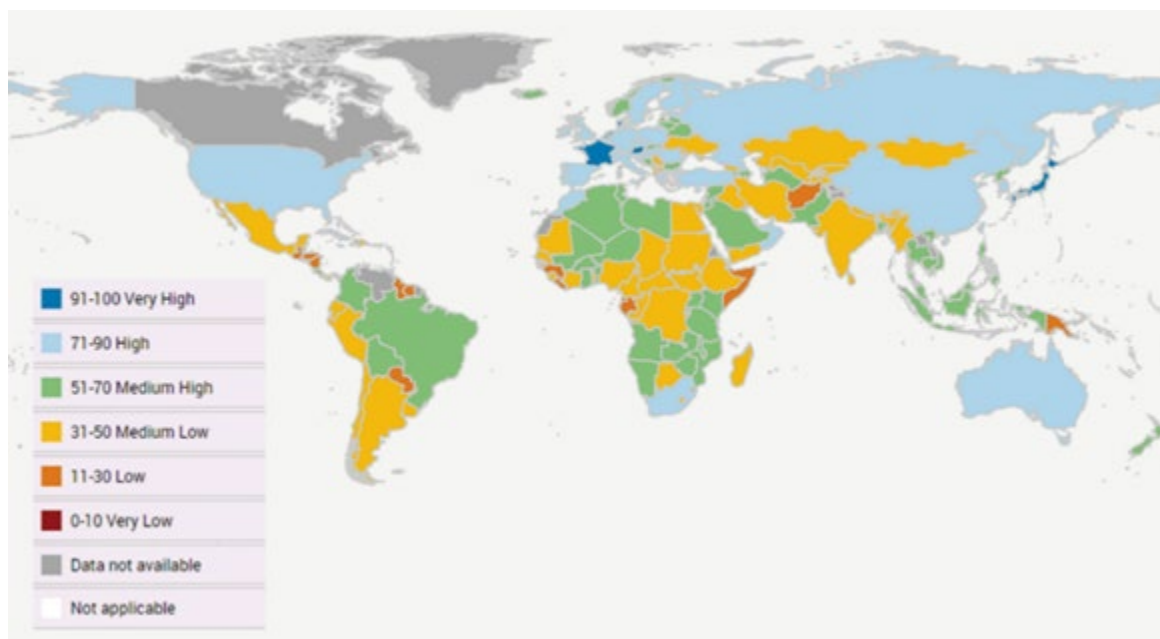 91-100 Very High
71-90 High
51-70 Medium High
31-50 Medium Low
11-30 Low
0-10 Very Low
Data not available
Not applicable